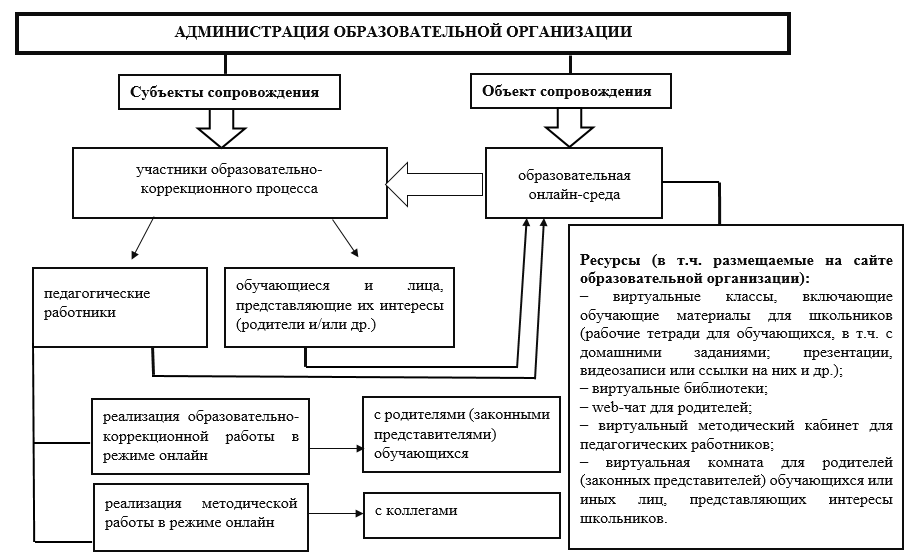 АДМИНИСТРАЦИЯ ОБРАЗОВАТЕЛЬНОЙ ОРГАНИЗАЦИИ
Субъекты сопровождения
Объект сопровождения
участники образовательно-
коррекционного процесса
образовательная
онлайн-среда
педагогические
работники
обучающиеся и лица,
представляющие их интересы
(родители и/или др.)
Ресурсы (в т.ч. размещаемые на сайте
образовательной организации):
– виртуальные классы, включающие
обучающие материалы для школьников
(рабочие тетради для обучающихся, в т.ч. с
домашними заданиями; презентации,
видеозаписи или ссылки на них и др.);
– виртуальные библиотеки;
– web-чат для родителей;
– виртуальный методический кабинет для
педагогических работников;
– виртуальная комната для родителей
(законных представителей) обучающихся или
иных лиц, представляющих интересы
школьников.
реализация образовательно-
коррекционной работы в
режиме онлайн
с родителями (законными
представителями)
обучающихся
реализация методической
работы в режиме онлайн
с коллегами